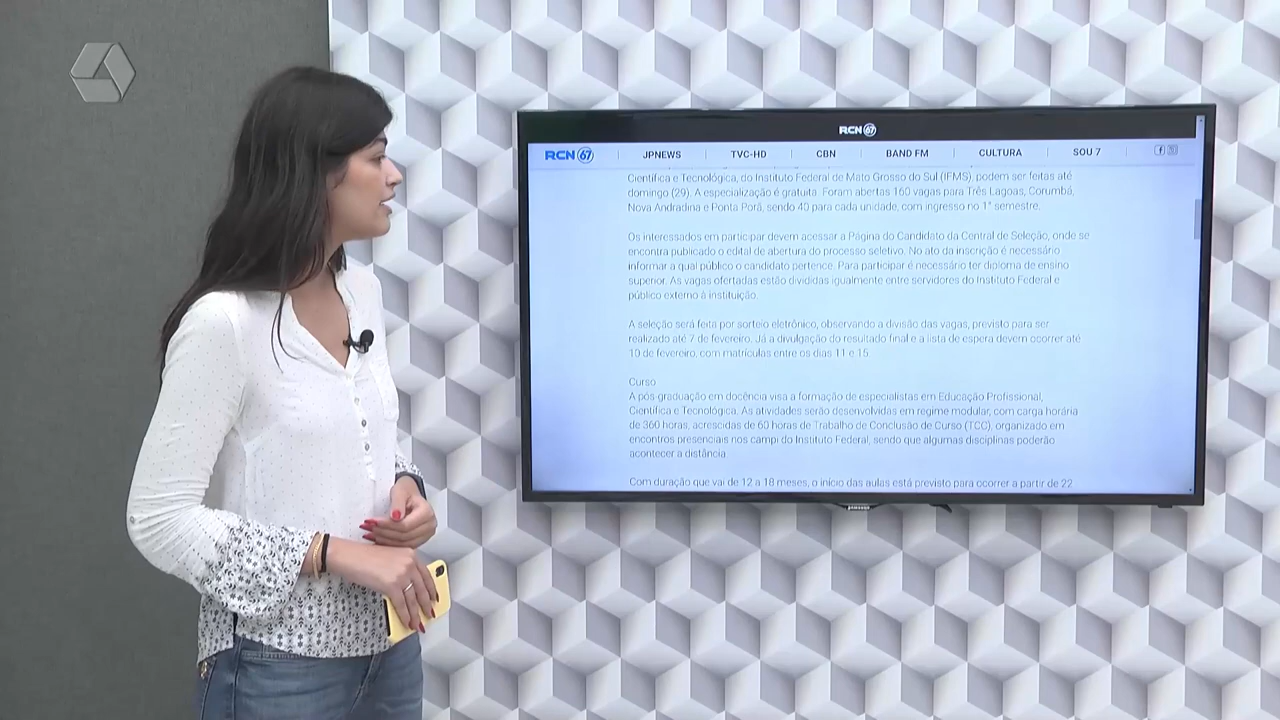 RCN 67
RCN 67 JPNEWS TVC-HD CBN BAND FM CULTURA SOU 7
Científica e Tecnológica, do Instituto Federal de Mato Grosso do Sul (IFMS), podem ser feitas até
domingo (29). A especialização é gratuita. Foram abertas 160 vagas para Três Lagoas, Corumbá,
Nova Andradina e Ponta Porã, sendo 40 para cada unidade, com ingresso no 1° semestre.
Os interessados em participar devem acessar a Página do Candidato da Central de Seleção, onde se
encontra publicado o edital de abertura do processo seletivo. No ato da inscrição é necessário
informar a qual público o candidato pertence. Para participar é necessário ter diploma de ensino
superior. As vagas ofertadas estão divididas igualmente entre servidores do Instituto Federal e
público externo à instituição.
A seleção será feita por sorteio eletrônico, observando a divisão das vagas, previsto para ser
realizado até 7 de fevereiro. Já a divulgação do resultado final e a lista de espera devem ocorrer até
10 de fevereiro, com matrículas entre os dias 11 e 15.
Curso
A pós-graduação em docência visa a formação de especialistas em Educação Profissional,
Científica e Tecnológica. As atividades serão desenvolvidas em regime modular, com carga horária
de 360 horas, acrescidas de 60 horas de Trabalho de Conclusão de Curso (TCC), organizado em
encontros presenciais nos campi do Instituto Federal, sendo que algumas disciplinas poderão
acontecer a distância.
Com duração que vai de 12 a 18 meses, o início das aulas está previsto para ocorrer a partir de 22
SAMSUNG